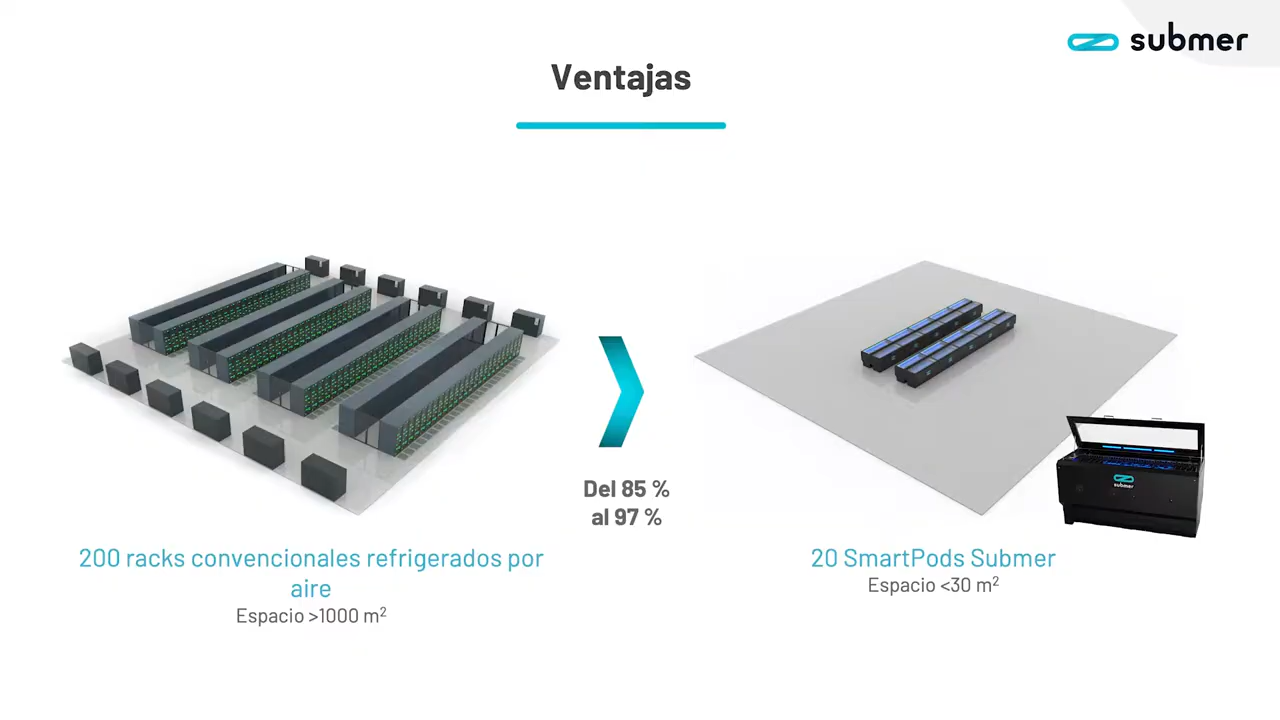 submer
Ventajas
Del 85 %
al 97 %
200 racks convencionales refrigerados por
aire
Espacio >1000 m²
20 SmartPods Submer
Espacio <30 m²
submer